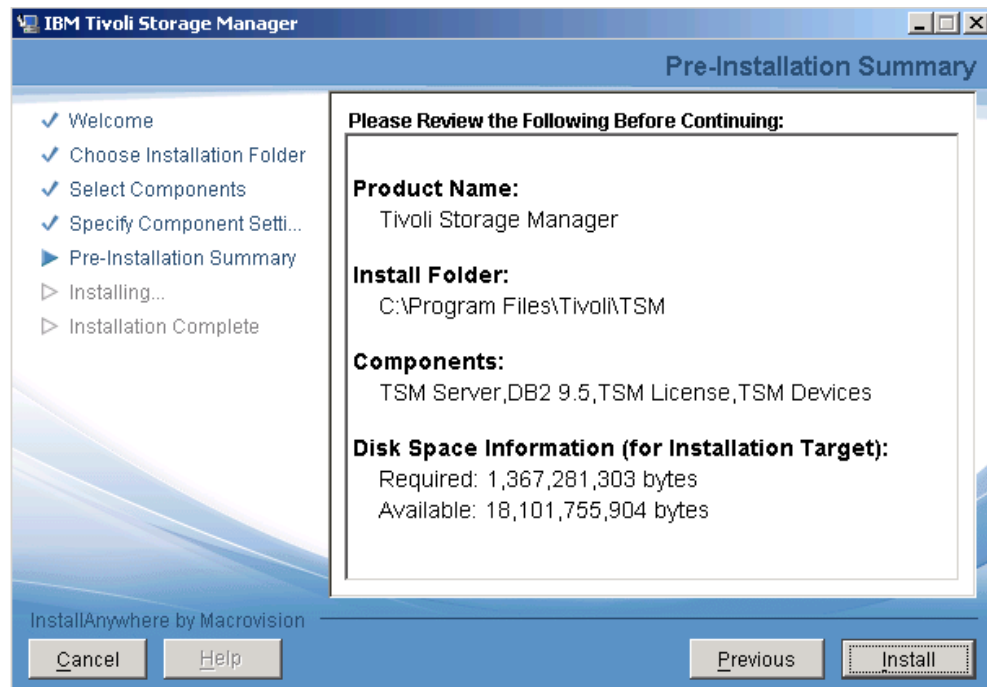 IBM Tivoli Storage Manager
Pre-Installation Summary
Welcome
Choose Installation Folder
Select Components
Specify Component Setti...
Pre-Installation Summary
Installing...
Installation Complete
Please Review the Following Before Continuing:
Product Name:
Tivoli Storage Manager
Install Folder:
C:\Program Files\Tivoli\TSM
Components:
TSM Server,DB2 9.5,TSM License,TSM Devices
Disk Space Information (for Installation Target):
Required: 1,367,281,303 bytes
Available: 18,101,755,904 bytes
InstallAnywhere by Macrovision
Cancel
Help
Previous
Install